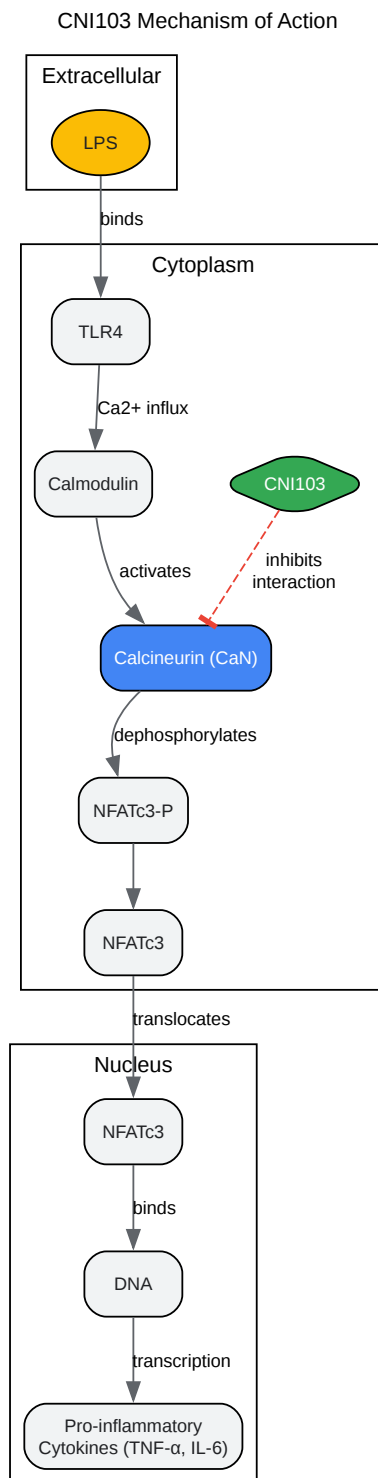 CNI103 Mechanism of Action
Extracellular
LPS
binds
Cytoplasm
TLR4
Ca2+ influx
Calmodulin
CNI103
activates
inhibits
interaction
Calcineurin (CaN)
dephosphorylates
NFATc3-P
NFATc3
translocates
Nucleus
NFATc3
binds
DNA
transcription
Pro-inflammatory
Cytokines (TNF-α, IL-6)